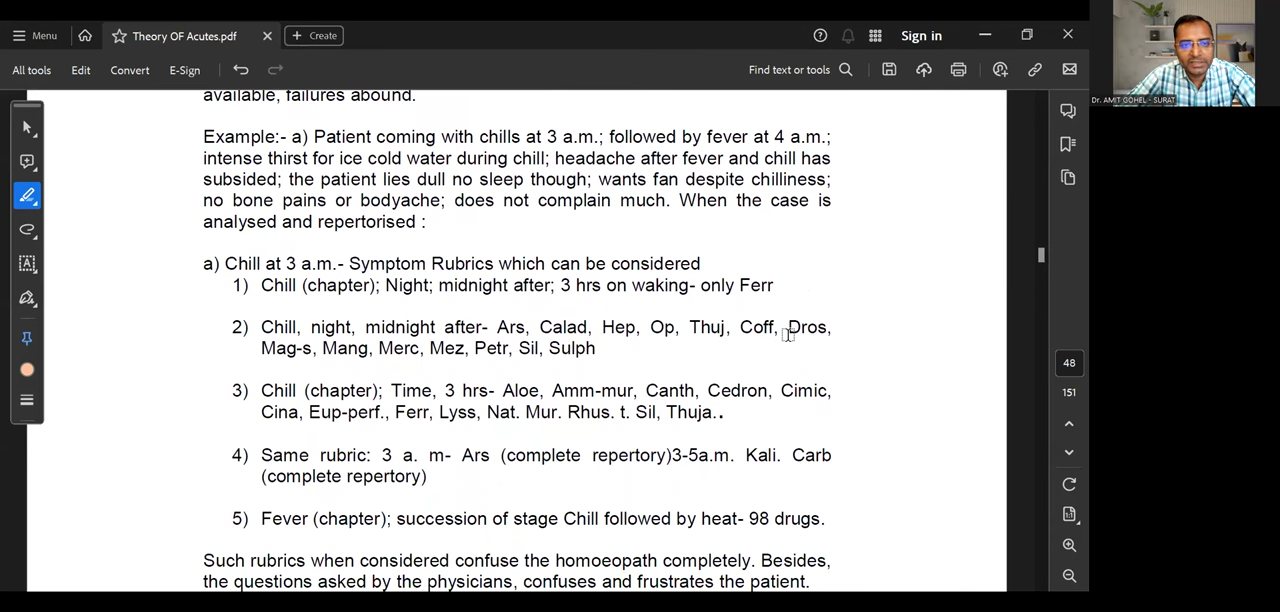 Menu
Theory OF Acutes.pdf
Create
Sign in
All tools
Edit
Convert
E-Sign
Find text or tools
Dr. AMIT GOHEL - SURAT
available, failures abound.
Example:- a) Patient coming with chills at 3 a.m.; followed by fever at 4 a.m.;
intense thirst for ice cold water during chill; headache after fever and chill has
subsided; the patient lies dull no sleep though; wants fan despite chilliness;
no bone pains or bodyache; does not complain much. When the case is
analysed and repertorised :
a) Chill at 3 a.m.- Symptom Rubrics which can be considered
1) Chill (chapter); Night; midnight after; 3 hrs on waking- only Ferr
2) Chill, night, midnight after- Ars, Calad, Hep, Op, Thuj, Coff, Dros,
Mag-s, Mang, Merc, Mez, Petr, Sil, Sulph
3) Chill (chapter); Time, 3 hrs- Aloe, Amm-mur, Canth, Cedron, Cimic,
Cina, Eup-perf., Ferr, Lyss, Nat. Mur. Rhus. t. Sil, Thuja..
4) Same rubric: 3 a. m- Ars (complete repertory)3-5a.m. Kali. Carb
(complete repertory)
5) Fever (chapter); succession of stage Chill followed by heat- 98 drugs.
Such rubrics when considered confuse the homoeopath completely. Besides,
the questions asked by the physicians, confuses and frustrates the patient.
48
151
1:1